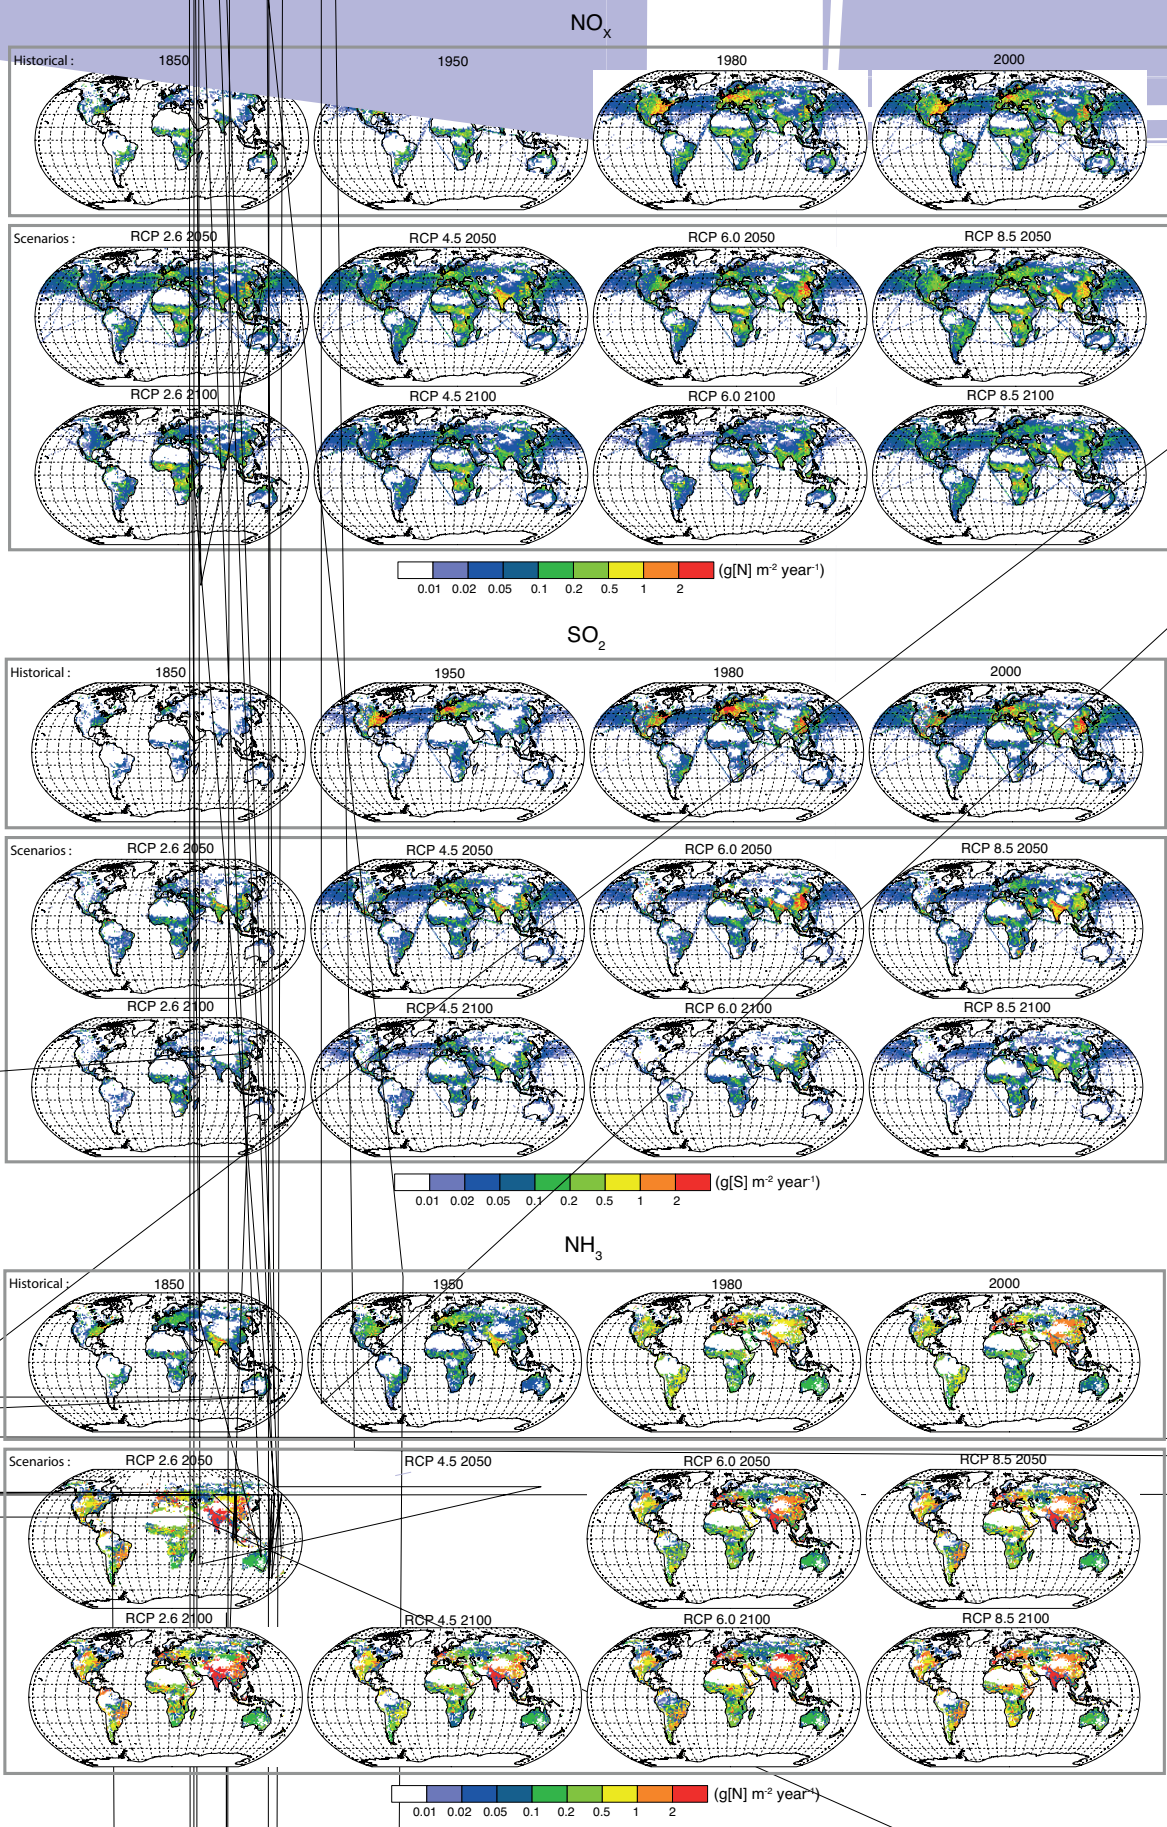 NOx
Historical : 1850 1950 1980 2000
Scenarios : RCP 2.6 2050 RCP 4.5 2050 RCP 6.0 2050 RCP 8.5 2050
RCP 2.6 2100 RCP 4.5 2100 RCP 6.0 2100 RCP 8.5 2100
(g[N] m-2 year-1)
0.01 0.02 0.05 0.1 0.2 0.5 1 2
SO2
Historical : 1850 1950 1980 2000
Scenarios : RCP 2.6 2050 RCP 4.5 2050 RCP 6.0 2050 RCP 8.5 2050
RCP 2.6 2100 RCP 4.5 2100 RCP 6.0 2100 RCP 8.5 2100
(g[S] m-2 year-1)
0.01 0.02 0.05 0.1 0.2 0.5 1 2
NH3
Historical : 1850 1950 1980 2000
Scenarios : RCP 2.6 2050 RCP 4.5 2050 RCP 6.0 2050 RCP 8.5 2050
RCP 2.6 2100 RCP 4.5 2100 RCP 6.0 2100 RCP 8.5 2100
(g[N] m-2 year-1)
0.01 0.02 0.05 0.1 0.2 0.5 1 2